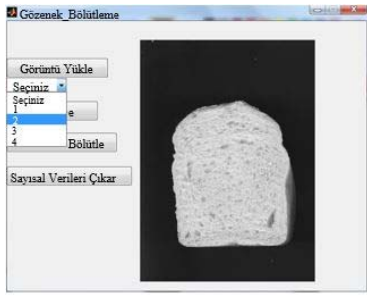 Gözenek_Bölütleme
Görüntü Yükle
Seçiniz
Seçiniz
1
2
3
4
e
Bölütle
Sayısal Verileri Çıkar